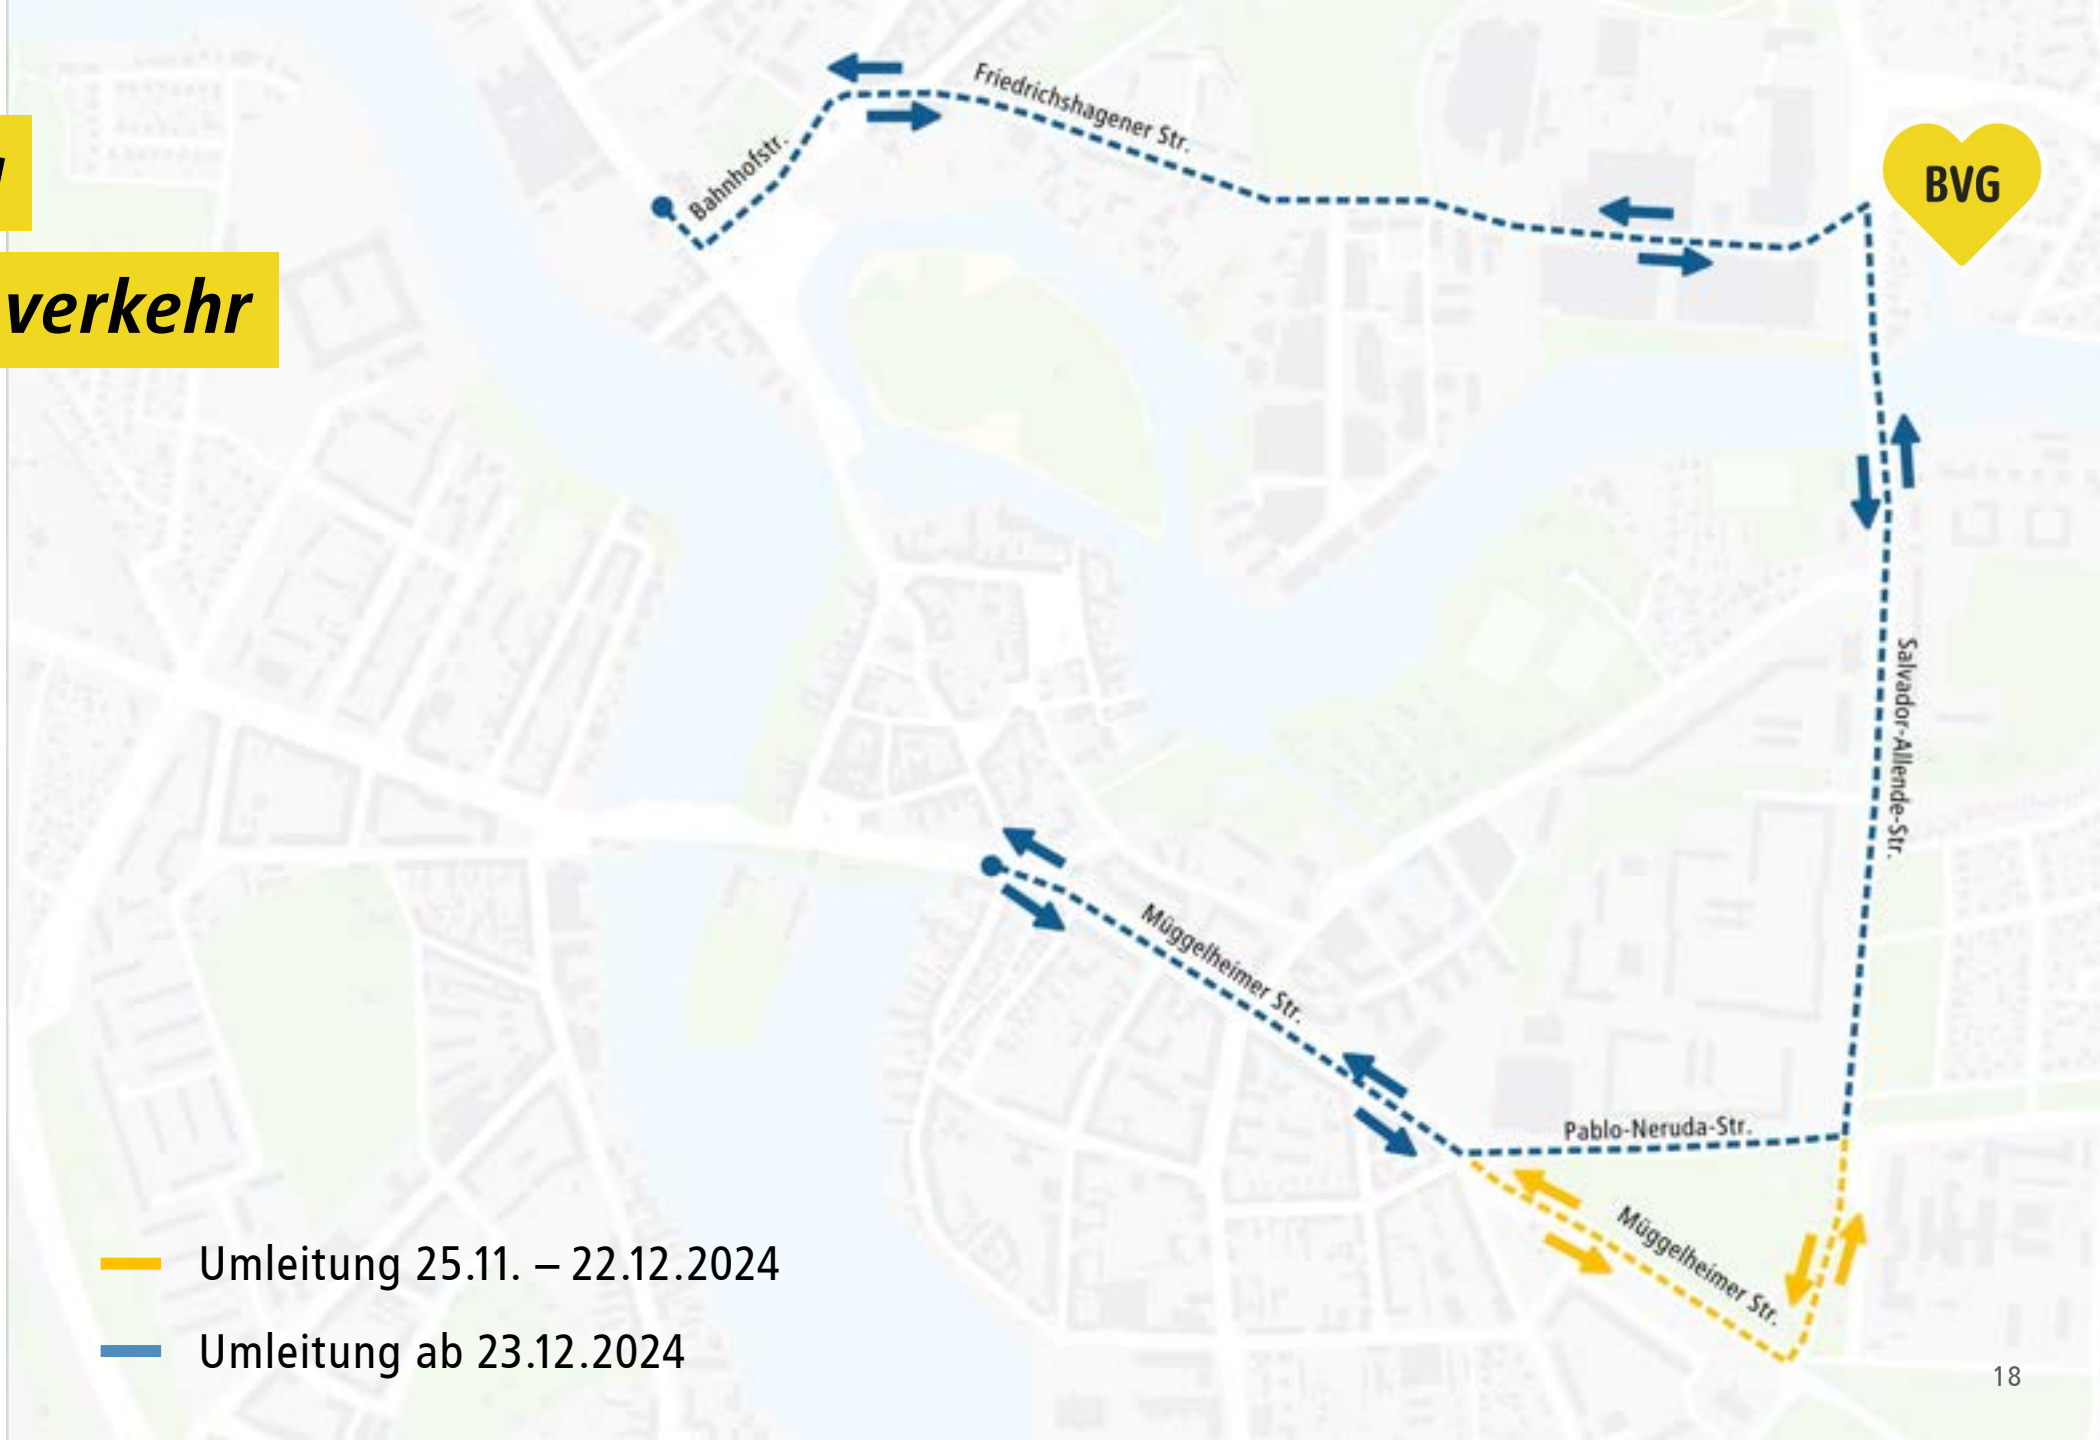 verkehr
BVG
Friedrichshagener Str.
Bahnhofstr.
Salvador-Allende-Str.
Müggelheimer Str.
Pablo-Neruda-Str.
Müggelheimer Str.
Umleitung 25.11. – 22.12.2024
Umleitung ab 23.12.2024
18